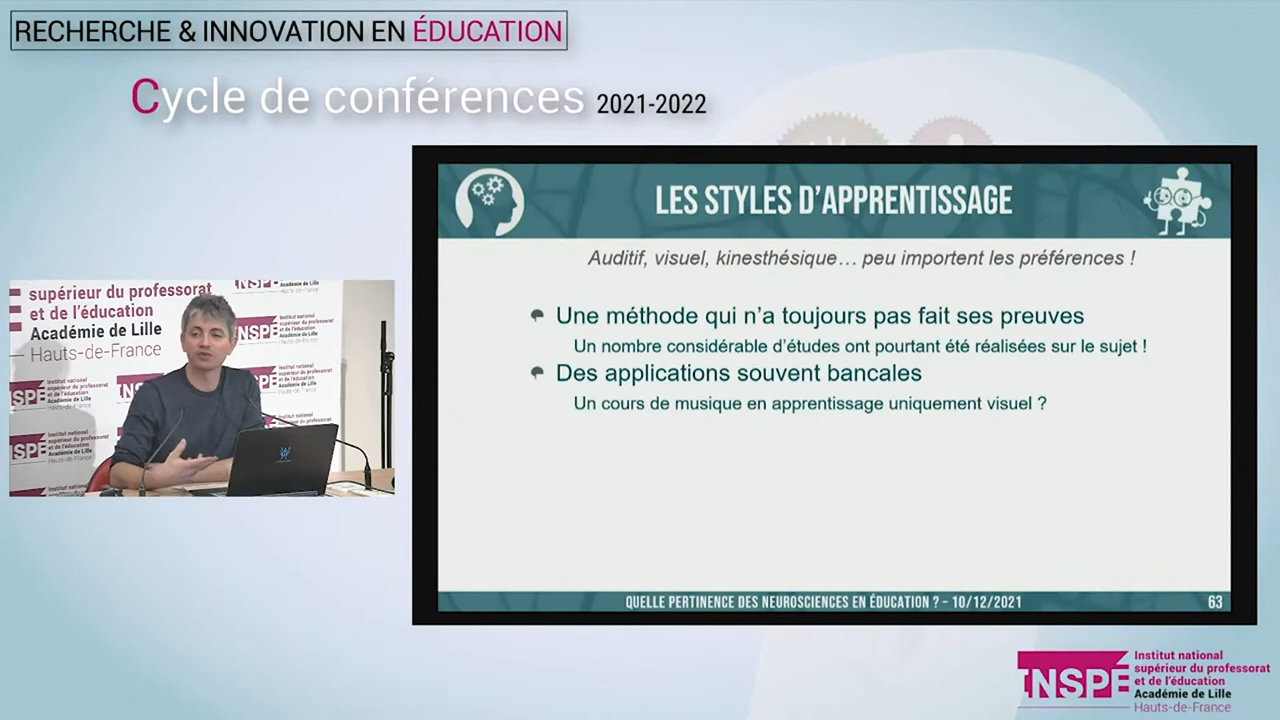 RECHERCHE & INNOVATION EN ÉDUCATION
Cycle de conférences 2021-2022
LES STYLES D'APPRENTISSAGE
Auditif, visuel, kinesthésique… peu importent les préférences !
Une méthode qui n'a toujours pas fait ses preuves
Un nombre considérable d'études ont pourtant été réalisées sur le sujet !
Des applications souvent bancales
Un cours de musique en apprentissage uniquement visuel ?
QUELLE PERTINENCE DES NEUROSCIENCES EN ÉDUCATION ? - 10/12/2021
63
supérieur du professorat
et de l'éducation
Académie de Lille
Hauts-de-France
INSPÉ
Institut national
supérieur du professorat
et de l'éducation
Académie de Lille
Hauts-de-France